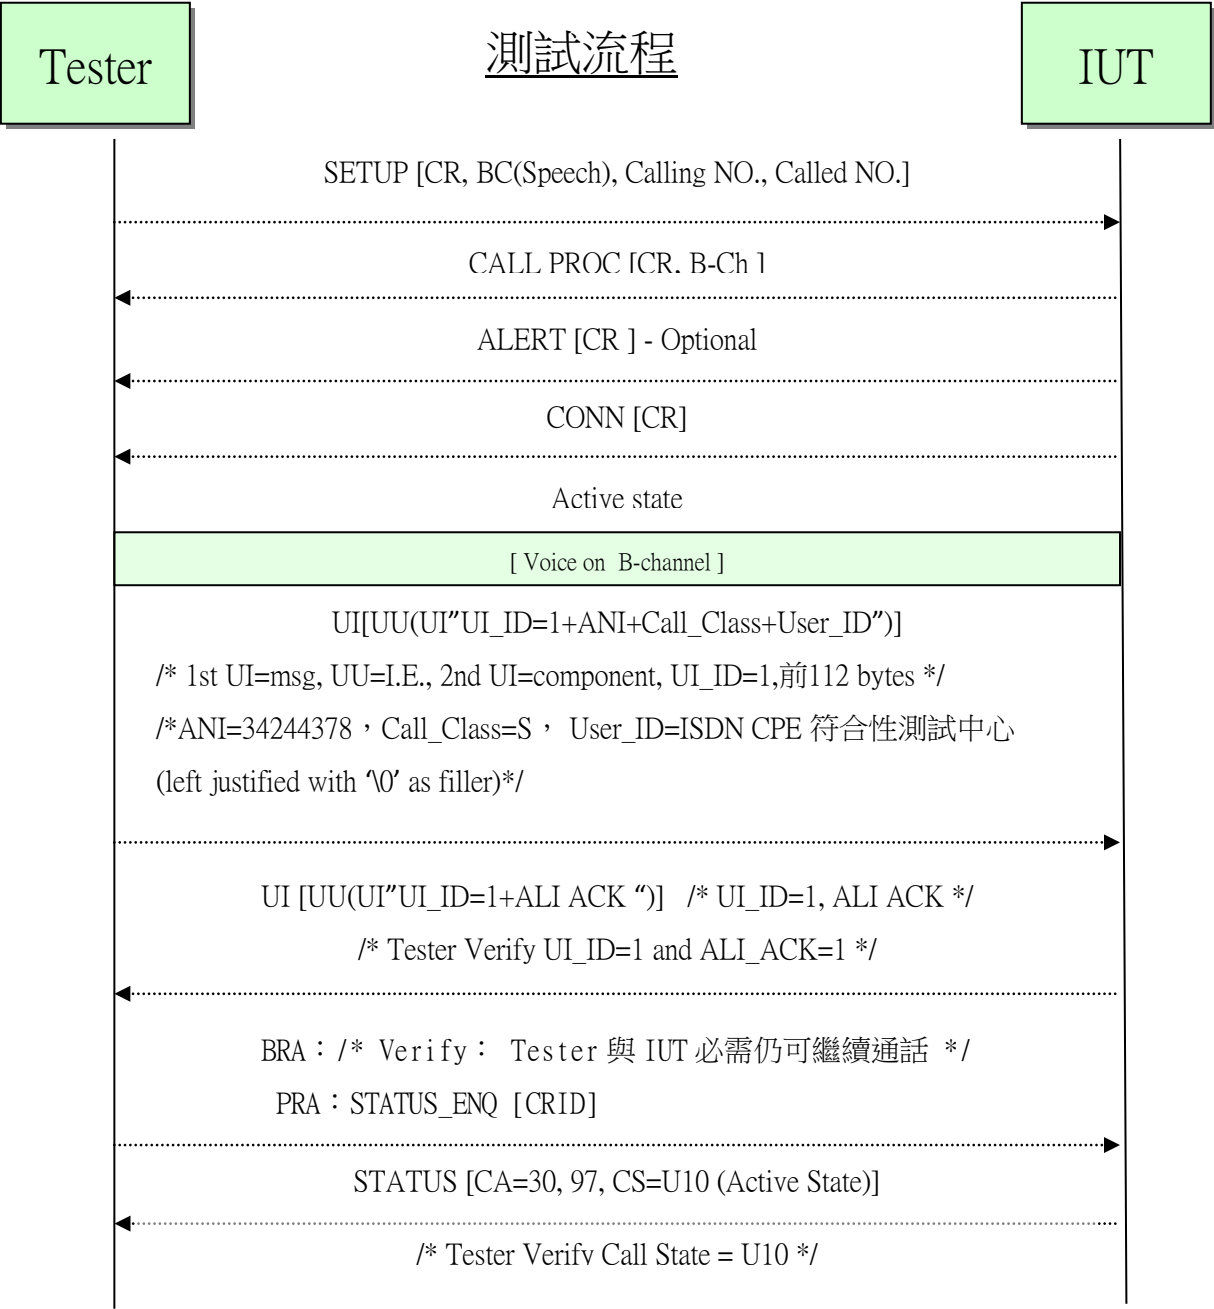 Tester
測試流程
IUT
SETUP [CR, BC(Speech), Calling NO., Called NO.]
CALL PROC [CR, B-Ch ]
ALERT [CR ] - Optional
CONN [CR]
Active state
[ Voice on B-channel ]
UI[UU(UI”UI_ID=1+ANI+Call_Class+User_ID”)]
/* 1st UI=msg, UU=I.E., 2nd UI=component, UI_ID=1,前112 bytes */
/*ANI=34244378，Call_Class=S， User_ID=ISDN CPE 符合性測試中心
(left justified with ‘\0’ as filler)*/
UI [UU(UI”UI_ID=1+ALI ACK “)] /* UI_ID=1, ALI ACK */
/* Tester Verify UI_ID=1 and ALI_ACK=1 */
BRA：/* Verify： Tester 與 IUT 必需仍可繼續通話 */
PRA：STATUS_ENQ [CRID]
STATUS [CA=30, 97, CS=U10 (Active State)]
/* Tester Verify Call State = U10 */